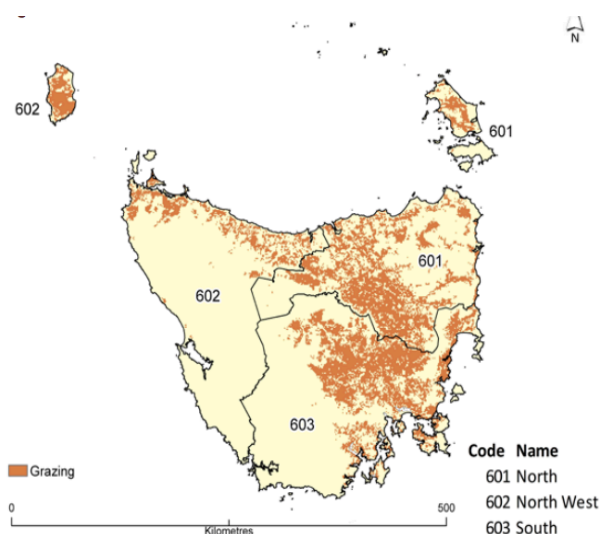 N
602
601
601
602
603
Grazing
Code Name
601 North
602 North West
603 South
0 500
Kilometres